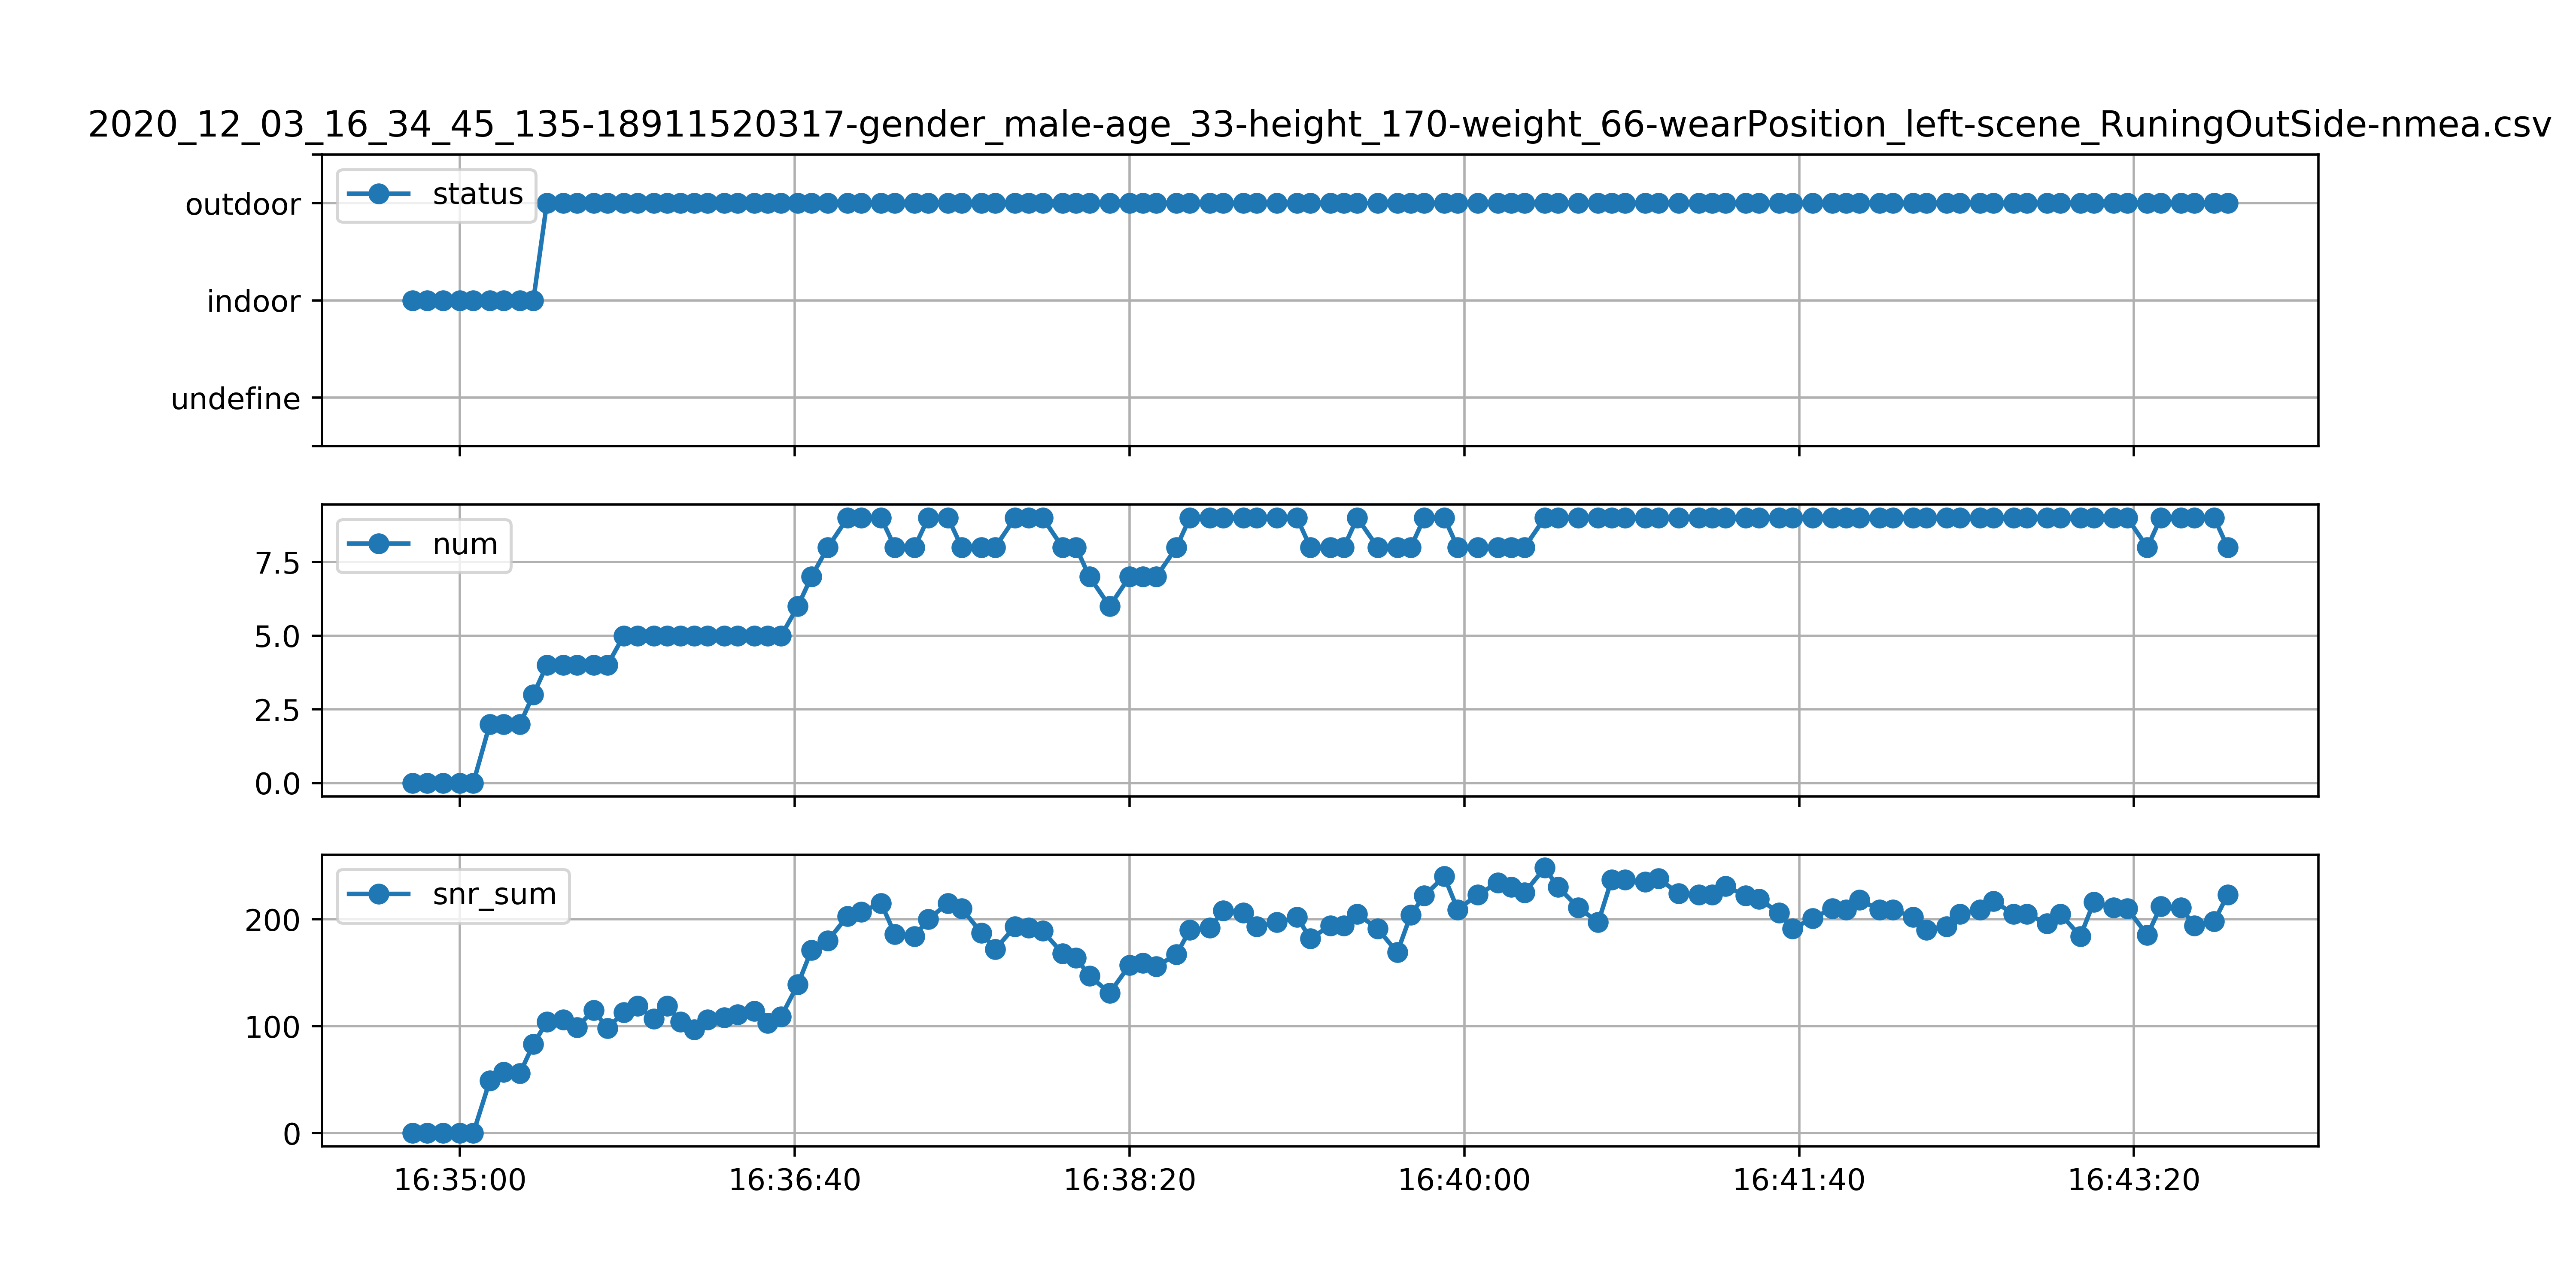 2020_12_03_16_34_45_135-18911520317-gender_male-age_33-height_170-weight_66-wearPosition_left-scene_RuningOutSide-nmea.csv
status
outdoor
indoor
undefine
num
7.5
5.0
2.5
0.0
snr_sum
200
100
0
16:35:00 16:36:40 16:38:20 16:40:00 16:41:40 16:43:20